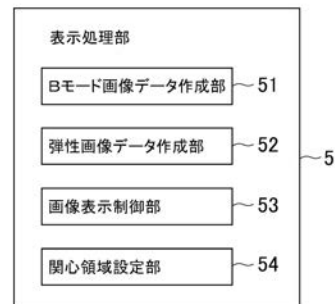 表示処理部
Bモード画像データ作成部 51
弾性画像データ作成部 52
5
画像表示制御部 53
関心領域設定部 54